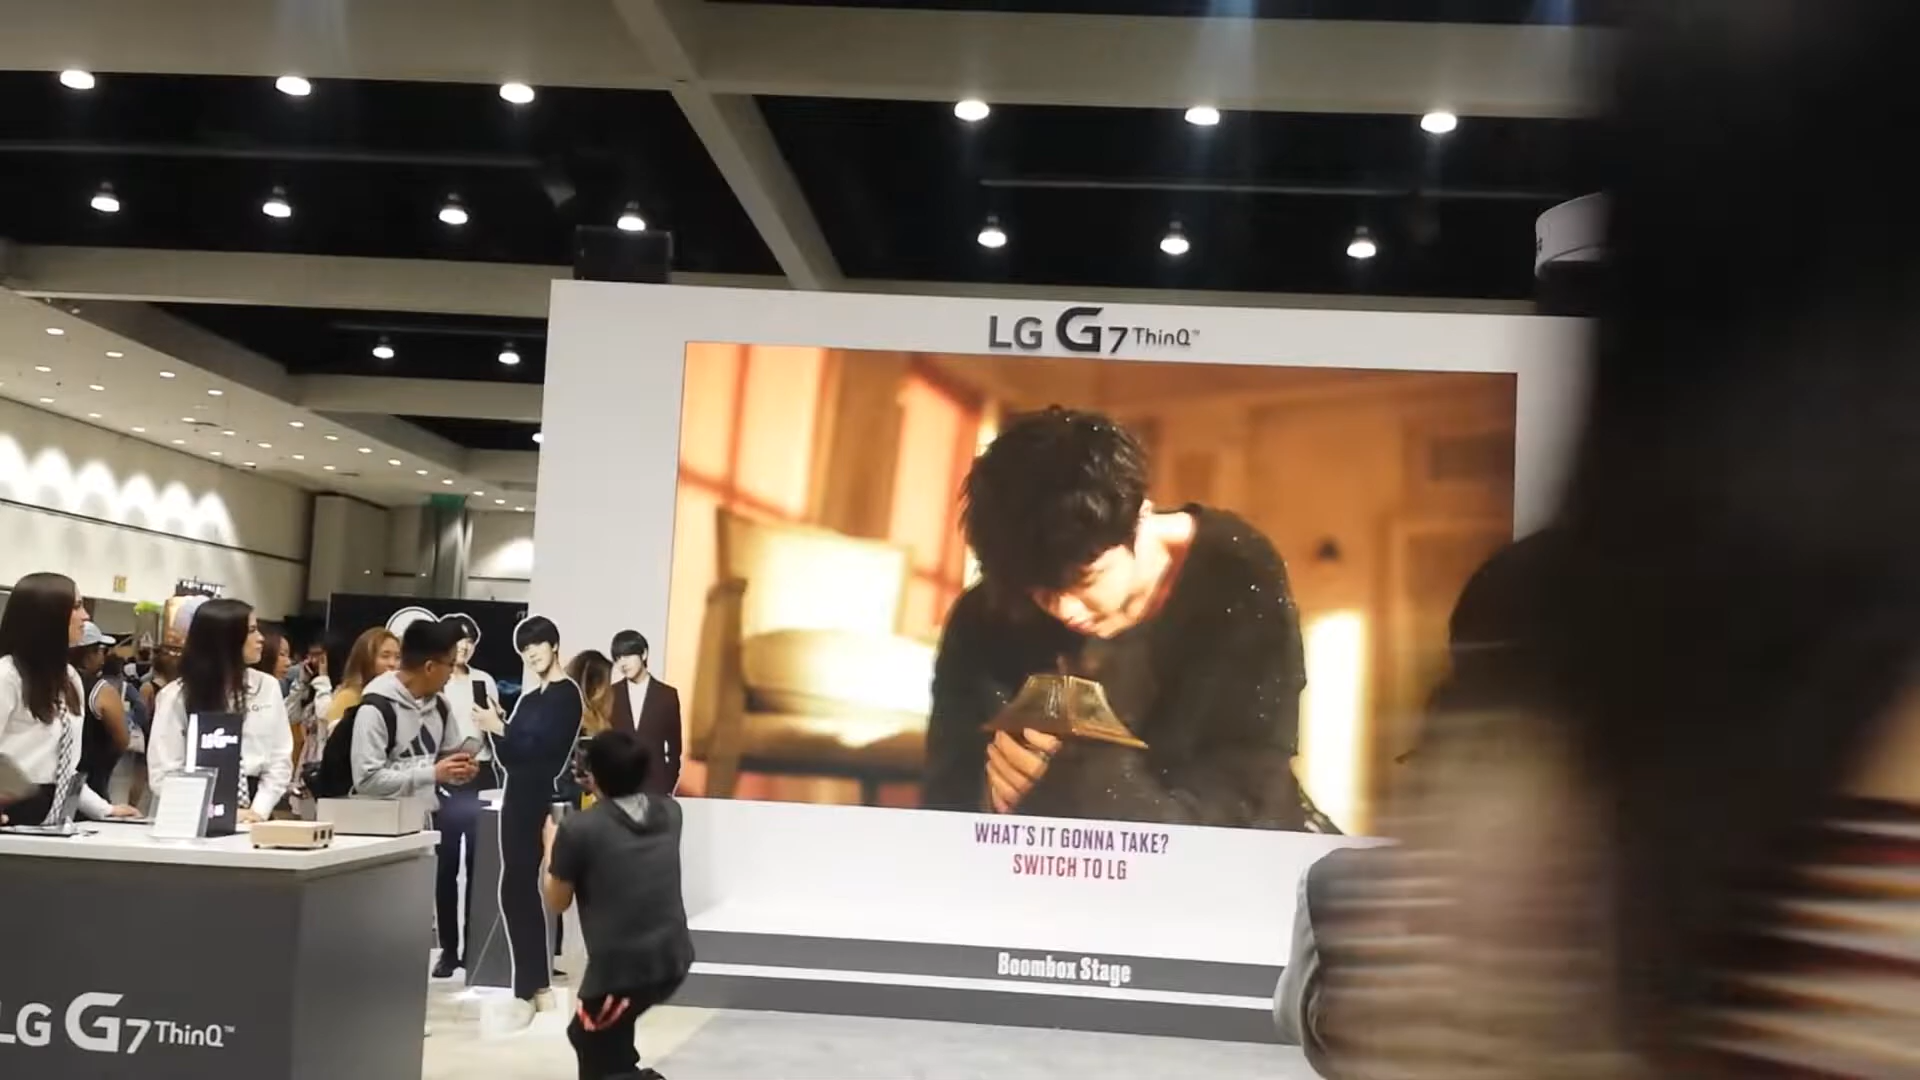 LG G7 ThinQ™
WHAT'S IT GONNA TAKE?
SWITCH TO LG
Boombox Stage
LG G7 ThinQ™